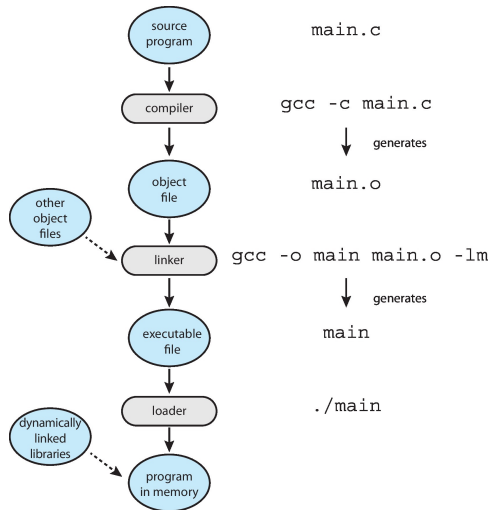 source
program
main.c
compiler
gcc -c main.c
generates
object
file
main.o
other
object
files
linker
gcc -o main main.o -lm
generates
executable
file
main
loader
./main
dynamically
linked
libraries
program
in memory